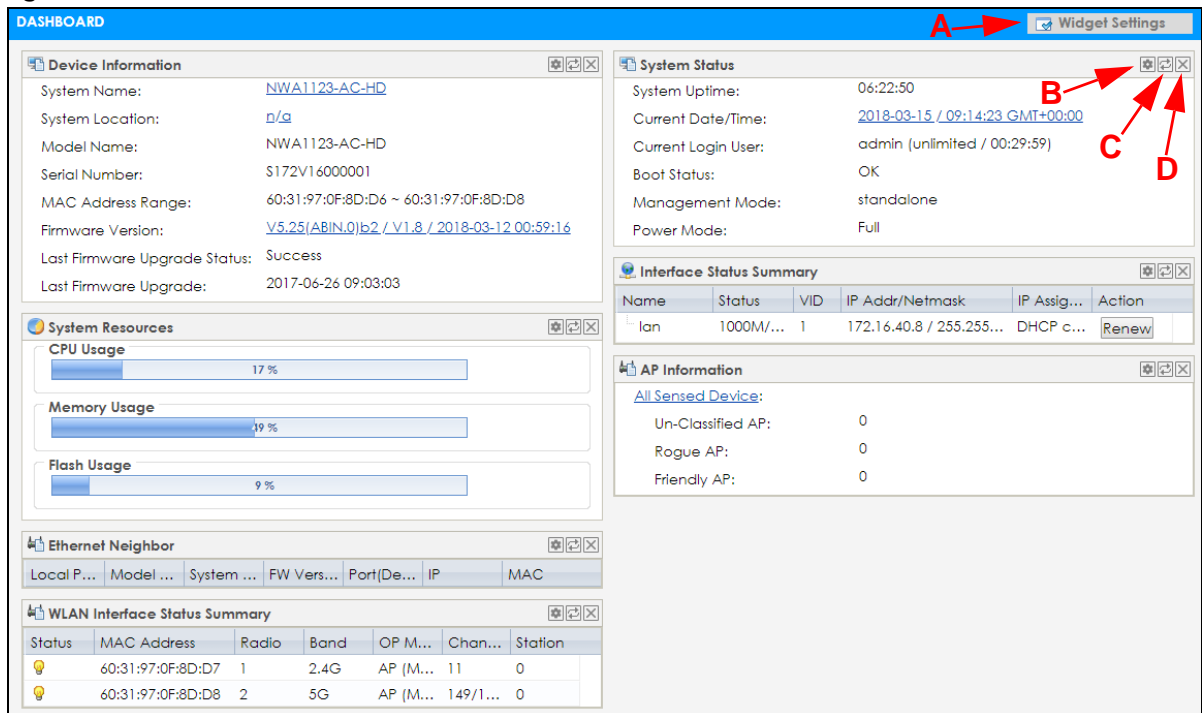 DASHBOARD
A
Widget Settings
Device Information
System Name: NWA1123-AC-HD
System Location: n/a
Model Name: NWA1123-AC-HD
Serial Number: S172V16000001
MAC Address Range: 60:31:97:0F:8D:D6 ~ 60:31:97:0F:8D:D8
Firmware Version: V5.25(ABIN.0)b2 / V1.8 / 2018-03-12 00:59:16
Last Firmware Upgrade Status: Success
Last Firmware Upgrade: 2017-06-26 09:03:03
System Resources
CPU Usage
17 %
Memory Usage
49 %
Flash Usage
9 %
Ethernet Neighbor
Local P... Model ... System ... FW Vers... Port(De... IP MAC
WLAN Interface Status Summary
Status MAC Address Radio Band OP M... Chan... Station
60:31:97:0F:8D:D7 1 2.4G AP (M... 11 0
60:31:97:0F:8D:D8 2 5G AP (M... 149/1... 0
System Status
B
C
D
System Uptime: 06:22:50
Current Date/Time: 2018-03-15 / 09:14:23 GMT+00:00
Current Login User: admin (unlimited / 00:29:59)
Boot Status: OK
Management Mode: standalone
Power Mode: Full
Interface Status Summary
Name Status VID IP Addr/Netmask IP Assig... Action
lan 1000M/... 1 172.16.40.8 / 255.255... DHCP c... Renew
AP Information
All Sensed Device:
Un-Classified AP: 0
Rogue AP: 0
Friendly AP: 0